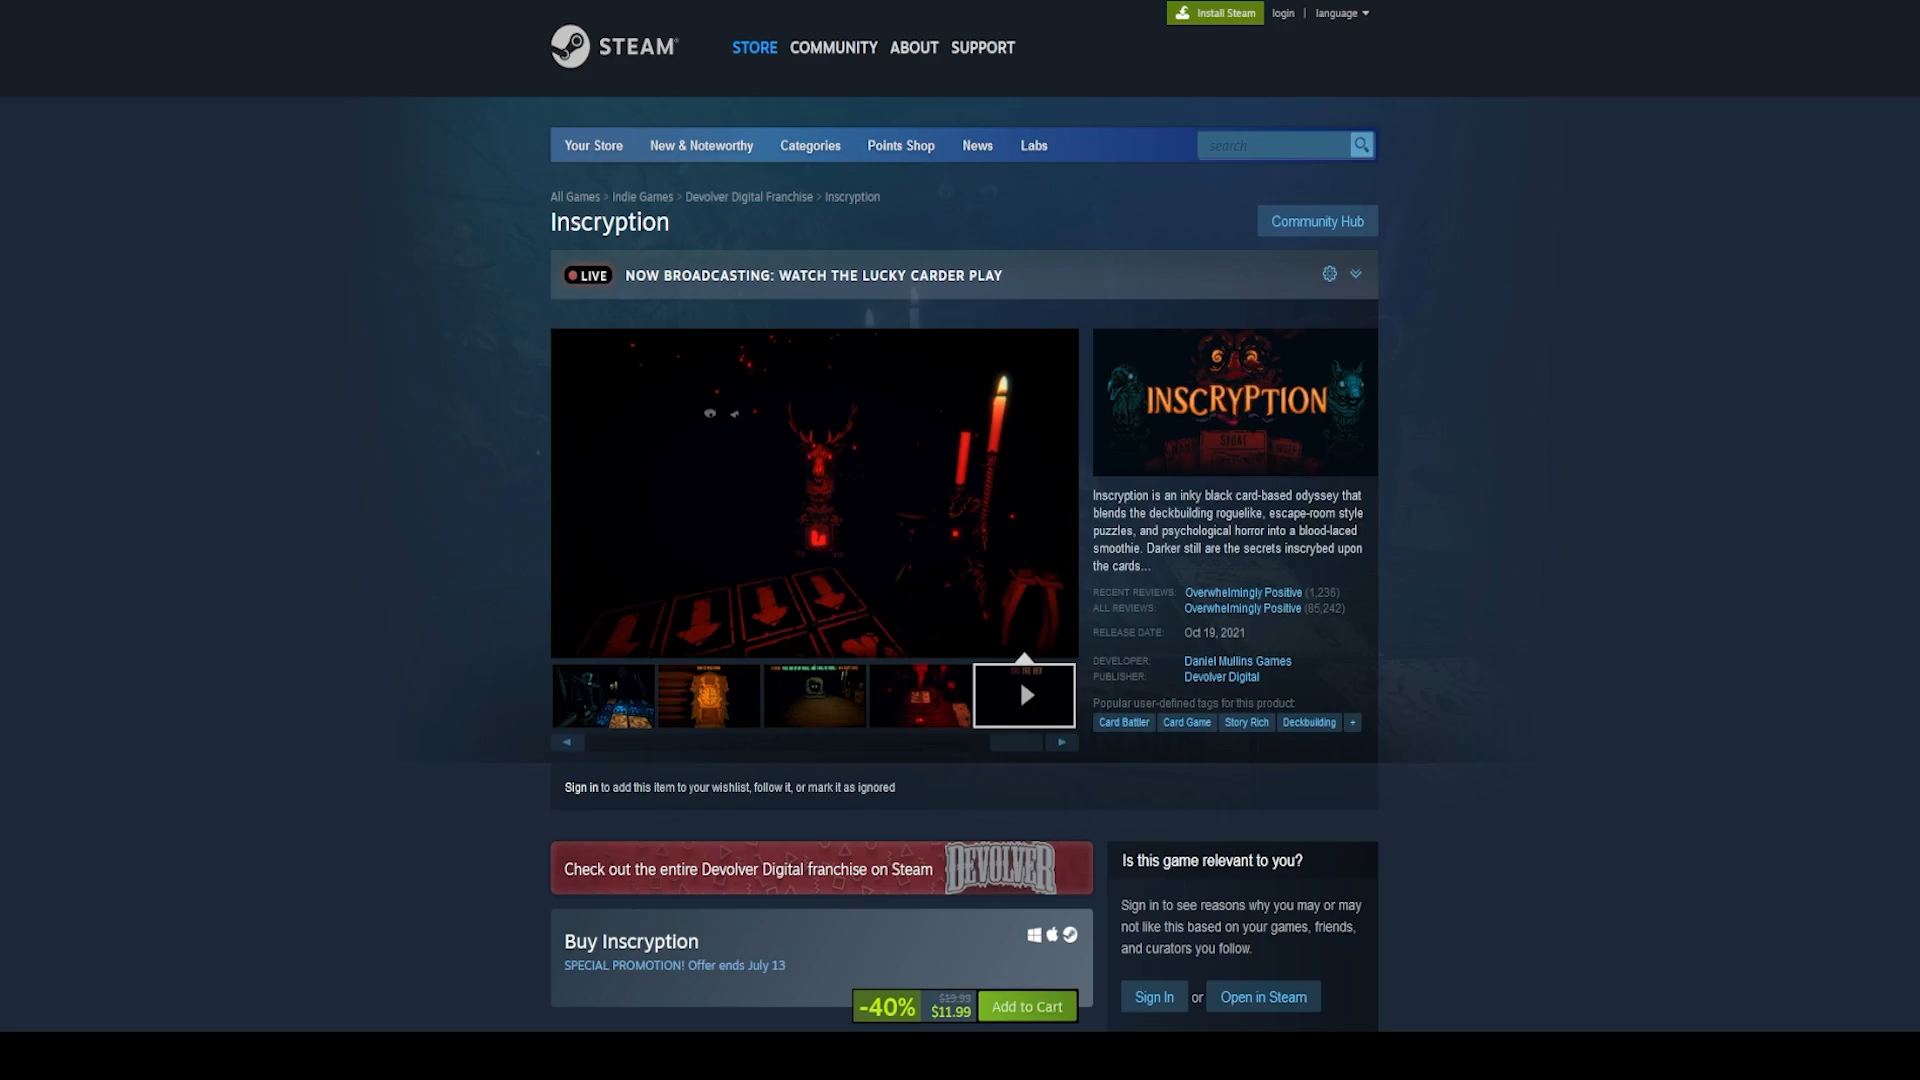 Install Steam login | language
STEAM
STORE COMMUNITY ABOUT SUPPORT
Your Store New & Noteworthy Categories Points Shop News Labs search
All Games > Indie Games > Devolver Digital Franchise > Inscryption
Inscryption
Community Hub
LIVE NOW BROADCASTING: WATCH THE LUCKY CARDER PLAY
INSCRYPTION
STOAT
Inscryption is an inky black card-based odyssey that
blends the deckbuilding roguelike, escape-room style
puzzles, and psychological horror into a blood-laced
smoothie. Darker still are the secrets inscrybed upon
the cards...
RECENT REVIEWS: Overwhelmingly Positive (1,236)
ALL REVIEWS: Overwhelmingly Positive (85,242)
RELEASE DATE: Oct 19, 2021
DEVELOPER: Daniel Mullins Games
PUBLISHER: Devolver Digital
Popular user-defined tags for this product:
Card Battler Card Game Story Rich Deckbuilding +
Sign in to add this item to your wishlist, follow it, or mark it as ignored
Check out the entire Devolver Digital franchise on Steam DEVOLVER
Buy Inscryption
SPECIAL PROMOTION! Offer ends July 13
-40% $19.99 $11.99 Add to Cart
Is this game relevant to you?
Sign in to see reasons why you may or may
not like this based on your games, friends,
and curators you follow.
Sign In or Open in Steam